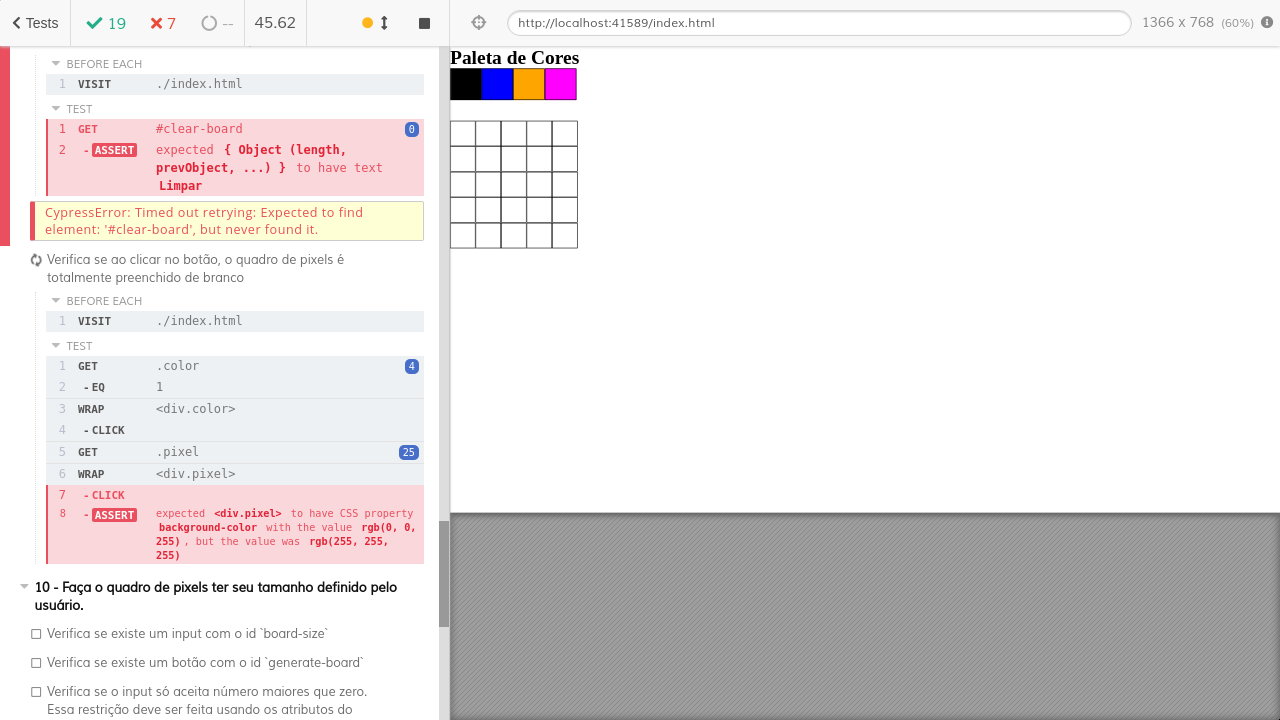 Tests 19 7 -- 45.62 http://localhost:41589/index.html 1366 x 768 (60%)
BEFORE EACH
1 VISIT ./index.html
TEST
1 GET #clear-board 0
2 - ASSERT expected { Object (length,
prevObject, ...) } to have text
Limpar
CypressError: Timed out retrying: Expected to find
element: '#clear-board', but never found it.
Verifica se ao clicar no botão, o quadro de pixels é
totalmente preenchido de branco
BEFORE EACH
1 VISIT ./index.html
TEST
1 GET .color 4
2 - EQ 1
3 WRAP <div.color>
4 - CLICK
5 GET .pixel 25
6 WRAP <div.pixel>
7 - CLICK
8 - ASSERT expected <div.pixel> to have CSS property
background-color with the value rgb(0, 0,
255) , but the value was rgb(255, 255,
255)
10 - Faça o quadro de pixels ter seu tamanho definido pelo
usuário.
Verifica se existe um input com o id `board-size`
Verifica se existe um botão com o id `generate-board`
Verifica se o input só aceita número maiores que zero.
Essa restrição deve ser feita usando os atributos do
Paleta de Cores